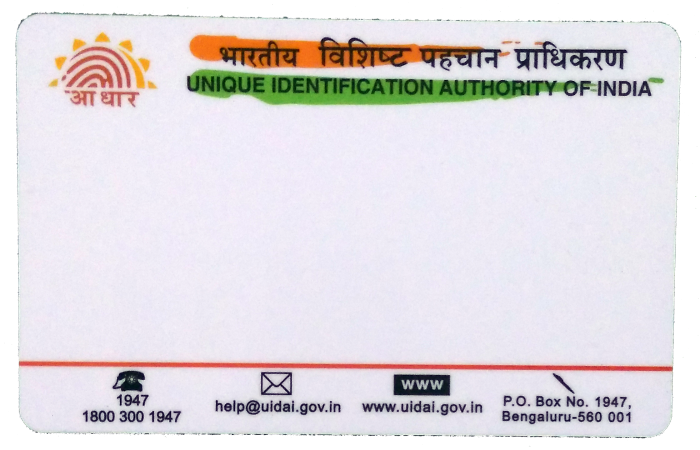 भारतीय विशिष्ट पहचान प्राधिकरण
UNIQUE IDENTIFICATION AUTHORITY OF INDIA
आधार
1947
1800 300 1947
help@uidai.gov.in
WWW
www.uidai.gov.in
P.O. Box No. 1947,
Bengaluru-560 001